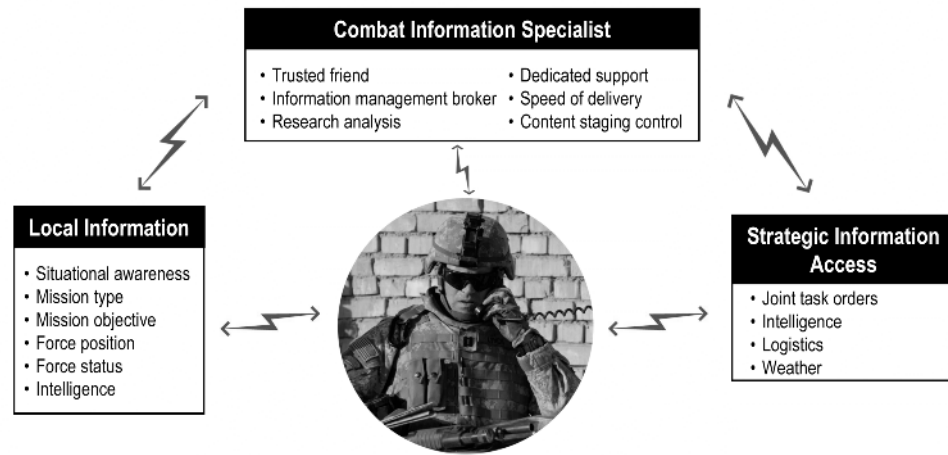 Combat Information Specialist
• Trusted friend
• Information management broker
• Research analysis
• Dedicated support
• Speed of delivery
• Content staging control
Local Information
• Situational awareness
• Mission type
• Mission objective
• Force position
• Force status
• Intelligence
Strategic Information
Access
• Joint task orders
• Intelligence
• Logistics
• Weather